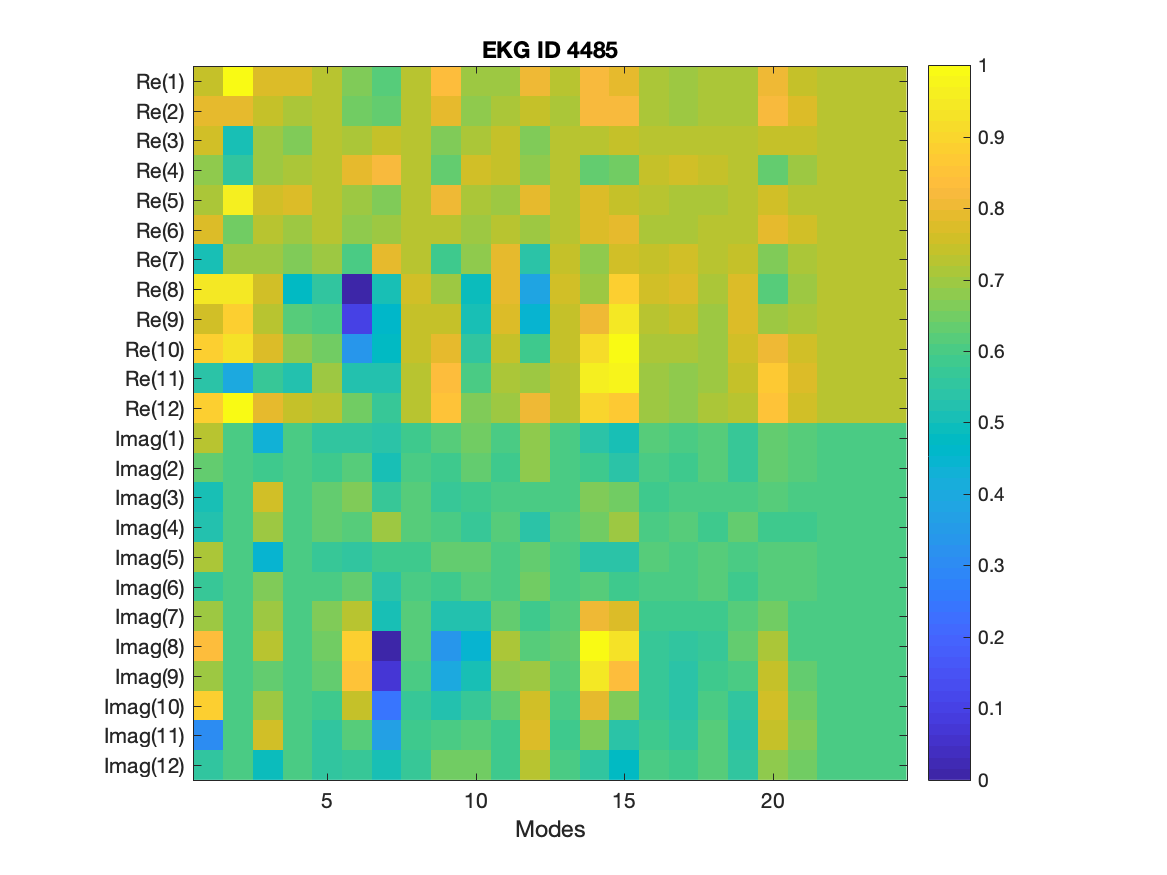 EKG ID 4485
Re(1)
Re(2)
Re(3)
Re(4)
Re(5)
Re(6)
Re(7)
Re(8)
Re(9)
Re(10)
Re(11)
Re(12)
Imag(1)
Imag(2)
Imag(3)
Imag(4)
Imag(5)
Imag(6)
Imag(7)
Imag(8)
Imag(9)
Imag(10)
Imag(11)
Imag(12)
5 10 15 20
Modes
1
0.9
0.8
0.7
0.6
0.5
0.4
0.3
0.2
0.1
0